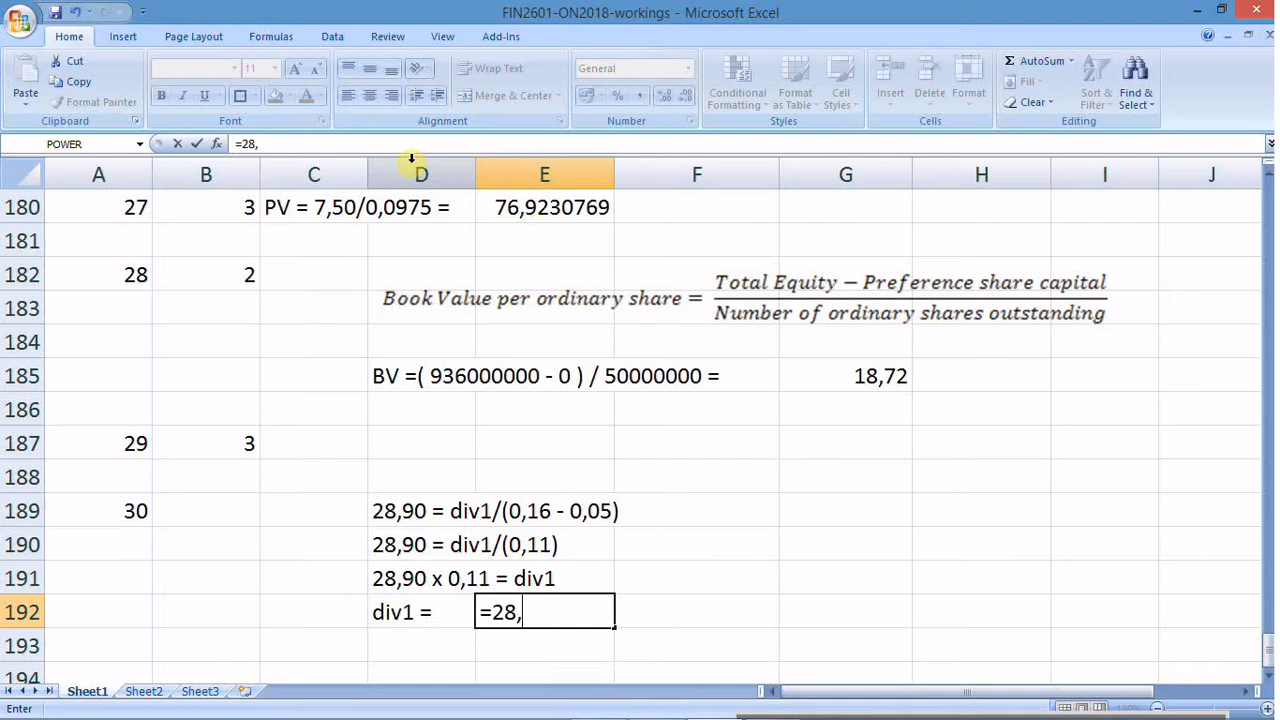 FIN2601-ON2018-workings - Microsoft Excel
Home Insert Page Layout Formulas Data Review View Add-Ins
Paste
Cut
Copy
Format Painter
Clipboard
11
B I U
Font
Wrap Text
Merge & Center
Alignment
General
%
Number
Conditional Formatting
Format as Table
Cell Styles
Styles
Insert
Delete
Format
Cells
Σ AutoSum
Fill
Clear
Sort & Filter
Find & Select
Editing
POWER fx =28,
A B C D E F G H I J
180 27 3 PV = 7,50/0,0975 = 76,9230769
181
182 28 2
Book Value per ordinary share = Total Equity − Preference share capital
Number of ordinary shares outstanding
183
184
185 BV =( 936000000 - 0 ) / 50000000 = 18,72
186
187 29 3
188
189 30 28,90 = div1/(0,16 - 0,05)
190 28,90 = div1/(0,11)
191 28,90 x 0,11 = div1
192 div1 = =28,
193
194
Sheet1 Sheet2 Sheet3
Enter 180%